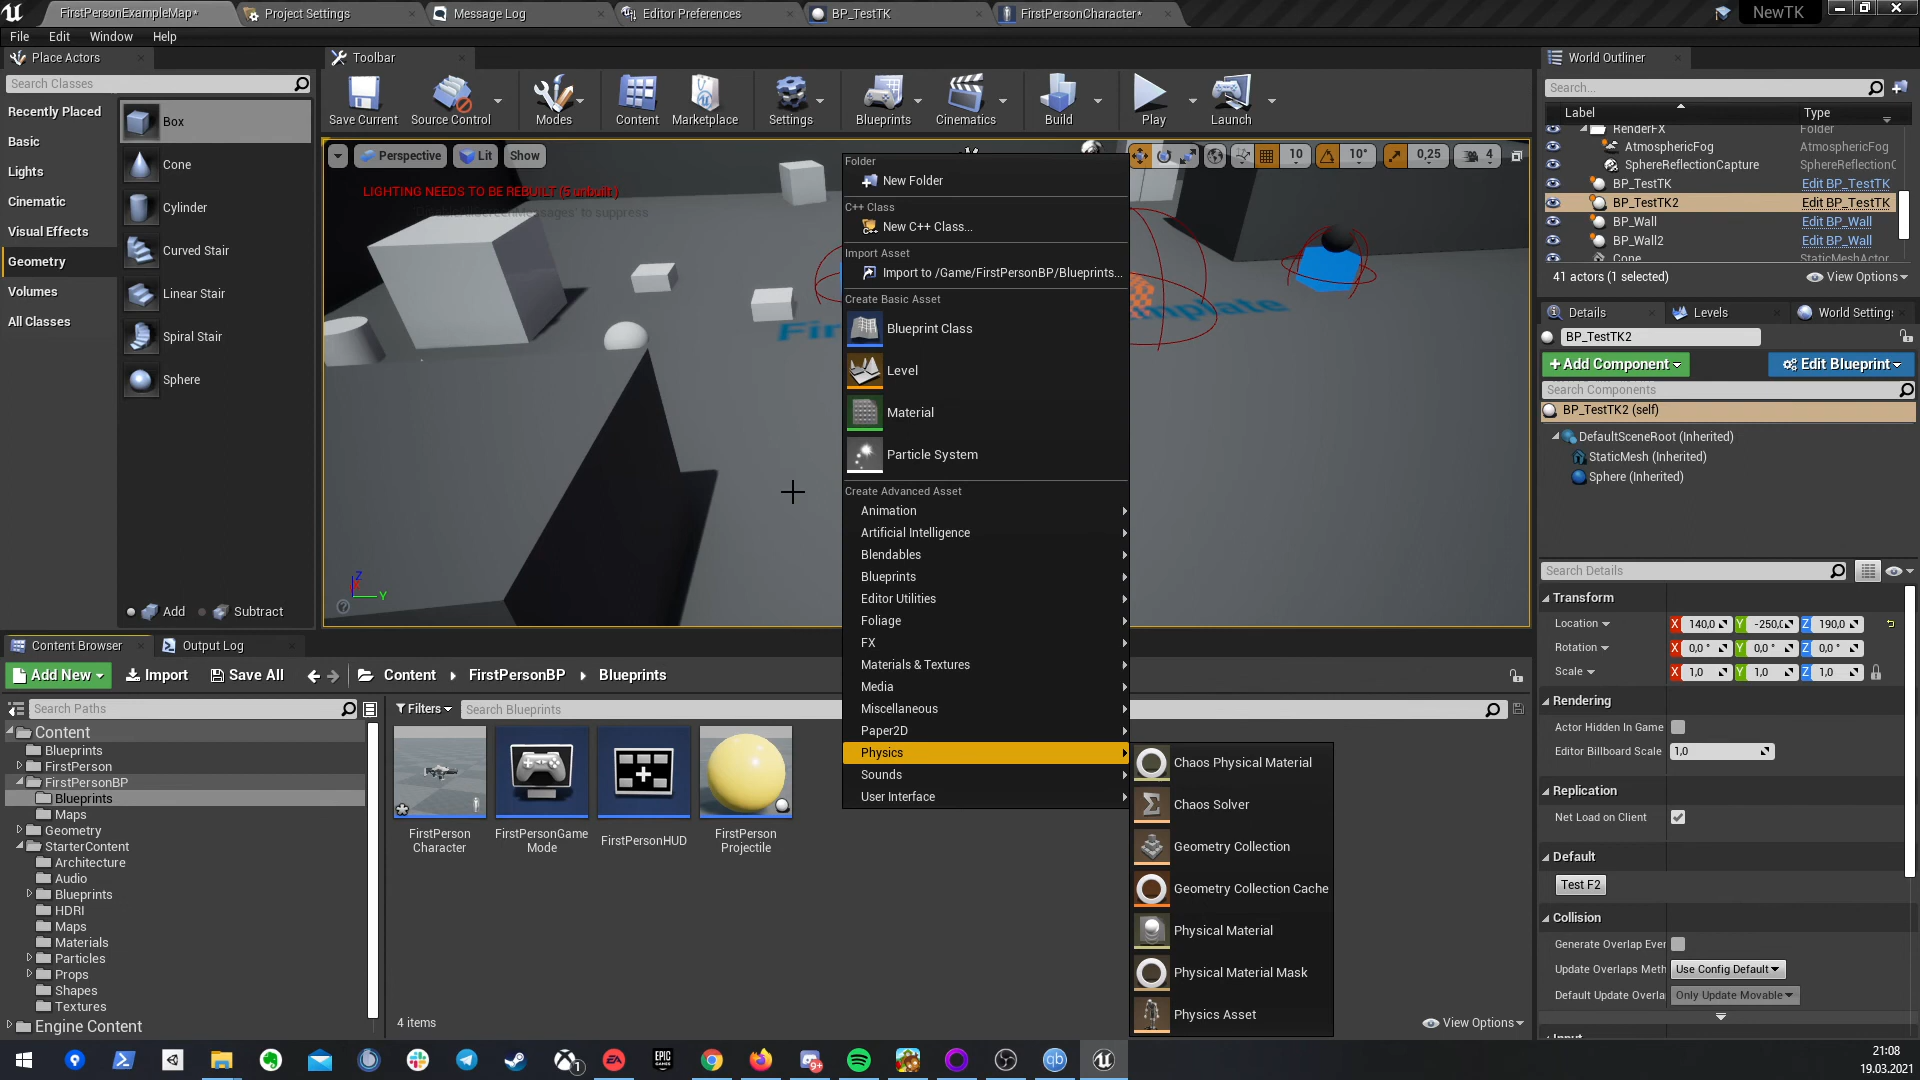 FirstPersonExampleMap*
Project Settings
Message Log
Editor Preferences
BP_TestTK
FirstPersonCharacter*
NewTK
File Edit Window Help
Place Actors
Toolbar
World Outliner
Search Classes
Recently Placed
Basic
Lights
Cinematic
Visual Effects
Geometry
Volumes
All Classes
Box
Cone
Cylinder
Curved Stair
Linear Stair
Spiral Stair
Sphere
Add Subtract
Save Current
Source Control
Modes
Content
Marketplace
Settings
Blueprints
Cinematics
Build
Play
Launch
Perspective Lit Show
LIGHTING NEEDS TO BE REBUILT (5 unbuilt)
to suppress
10 10° 0,25 4
Z
Y
Folder
New Folder
C++ Class
New C++ Class...
Import Asset
Import to /Game/FirstPersonBP/Blueprints...
Create Basic Asset
Blueprint Class
Level
Material
Particle System
Create Advanced Asset
Animation
Artificial Intelligence
Blendables
Blueprints
Editor Utilities
Foliage
FX
Materials & Textures
Media
Miscellaneous
Paper2D
Physics
Sounds
User Interface
Chaos Physical Material
Chaos Solver
Geometry Collection
Geometry Collection Cache
Physical Material
Physical Material Mask
Physics Asset
Search...
Label Type
RenderFX Folder
AtmosphericFog AtmosphericFog
SphereReflectionCapture SphereReflectionC
BP_TestTK Edit BP_TestTK
BP_TestTK2 Edit BP_TestTK
BP_Wall Edit BP_Wall
BP_Wall2 Edit BP_Wall
Cone StaticMeshActor
41 actors (1 selected) View Options
Details Levels World Settings
BP_TestTK2
+Add Component Edit Blueprint
Search Components
BP_TestTK2 (self)
DefaultSceneRoot (Inherited)
StaticMesh (Inherited)
Sphere (Inherited)
Search Details
Transform
Location X 140,0 Y -250,0 Z 190,0
Rotation X 0,0 ° Y 0,0 ° Z 0,0 °
Scale X 1,0 Y 1,0 Z 1,0
Rendering
Actor Hidden In Game
Editor Billboard Scale 1,0
Replication
Net Load on Client
Default
Test F2
Collision
Generate Overlap Ever
Update Overlaps Meth Use Config Default
Default Update Overla Only Update Movable
Content Browser Output Log
Add New Import Save All Content FirstPersonBP Blueprints
Search Paths
Filters Search Blueprints
Content
Blueprints
FirstPerson
FirstPersonBP
Blueprints
Maps
Geometry
StarterContent
Architecture
Audio
Blueprints
HDRI
Maps
Materials
Particles
Props
Shapes
Textures
Engine Content
FirstPerson
Character
FirstPersonGame
Mode
FirstPersonHUD
FirstPerson
Projectile
4 items
View Options
21:08
19.03.2021